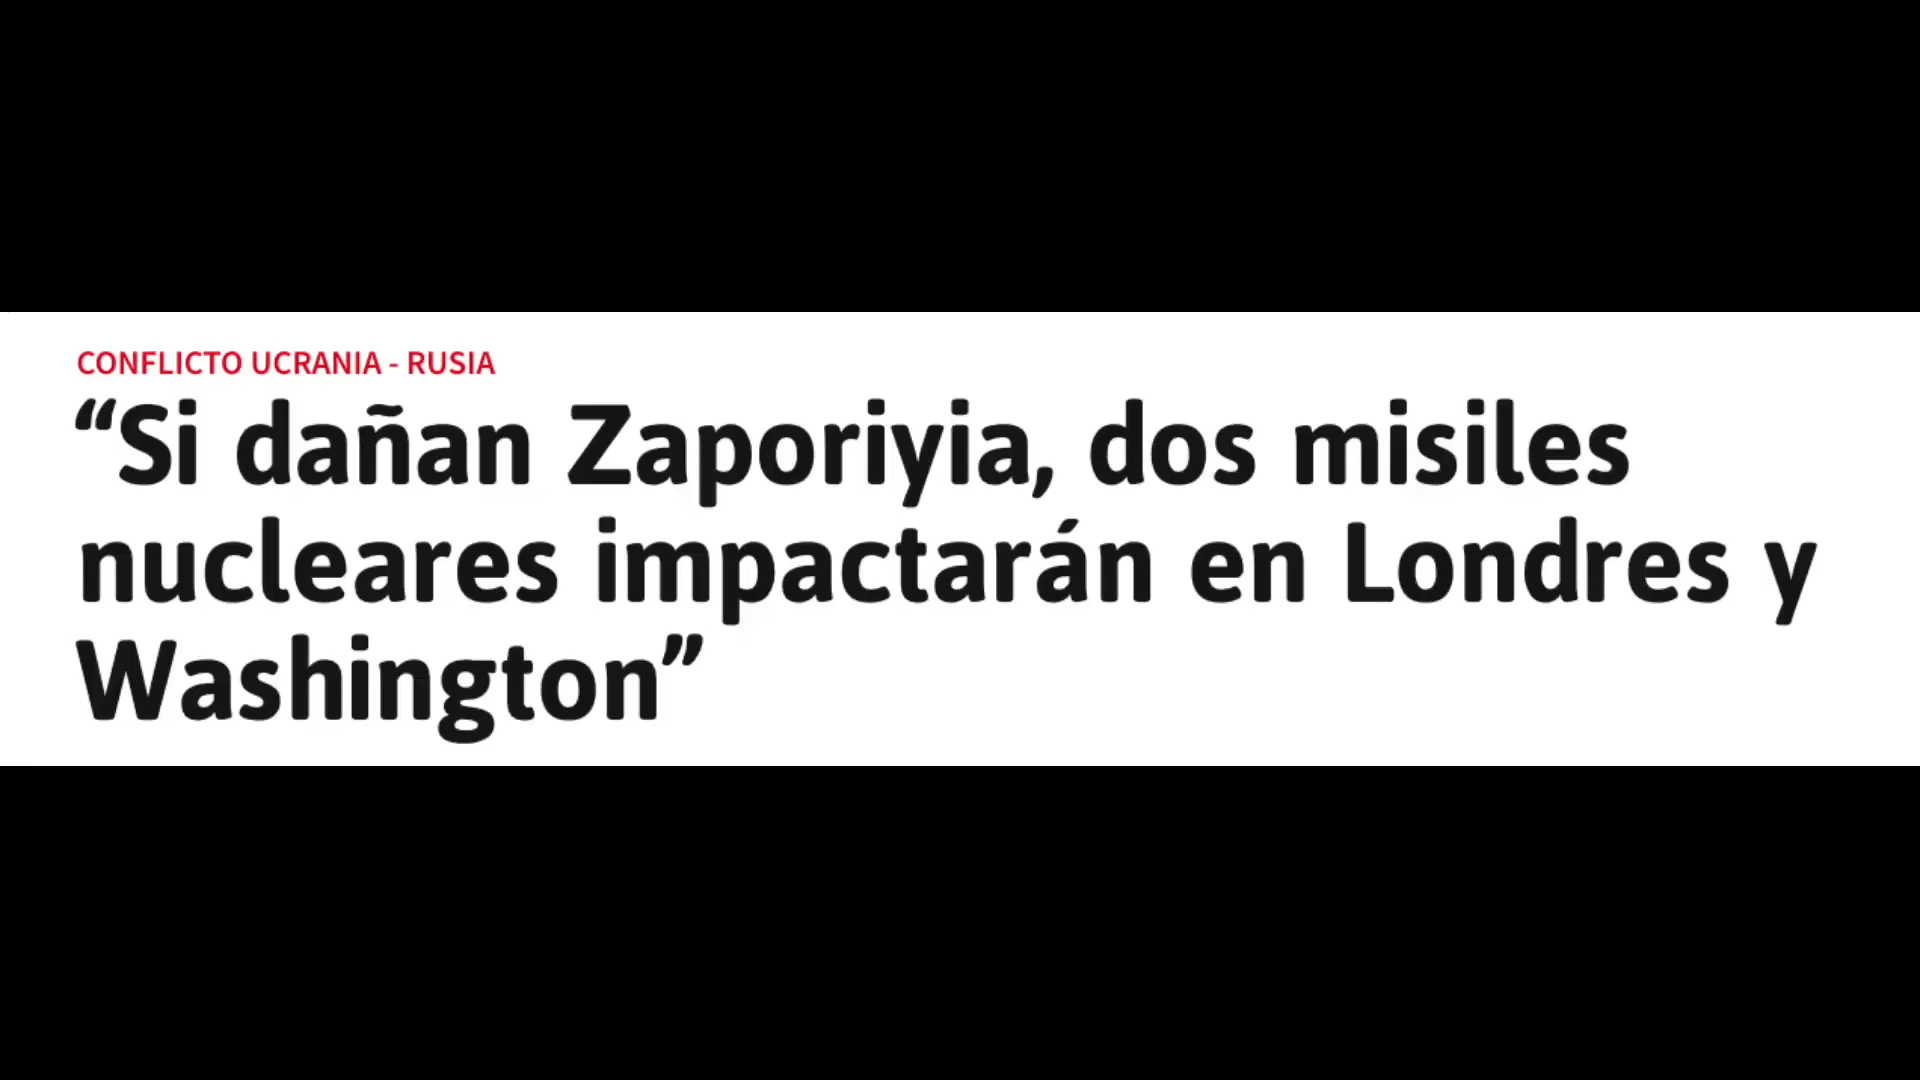 CONFLICTO UCRANIA - RUSIA
“Si dañan Zaporiyia, dos misiles
nucleares impactarán en Londres y
Washington”